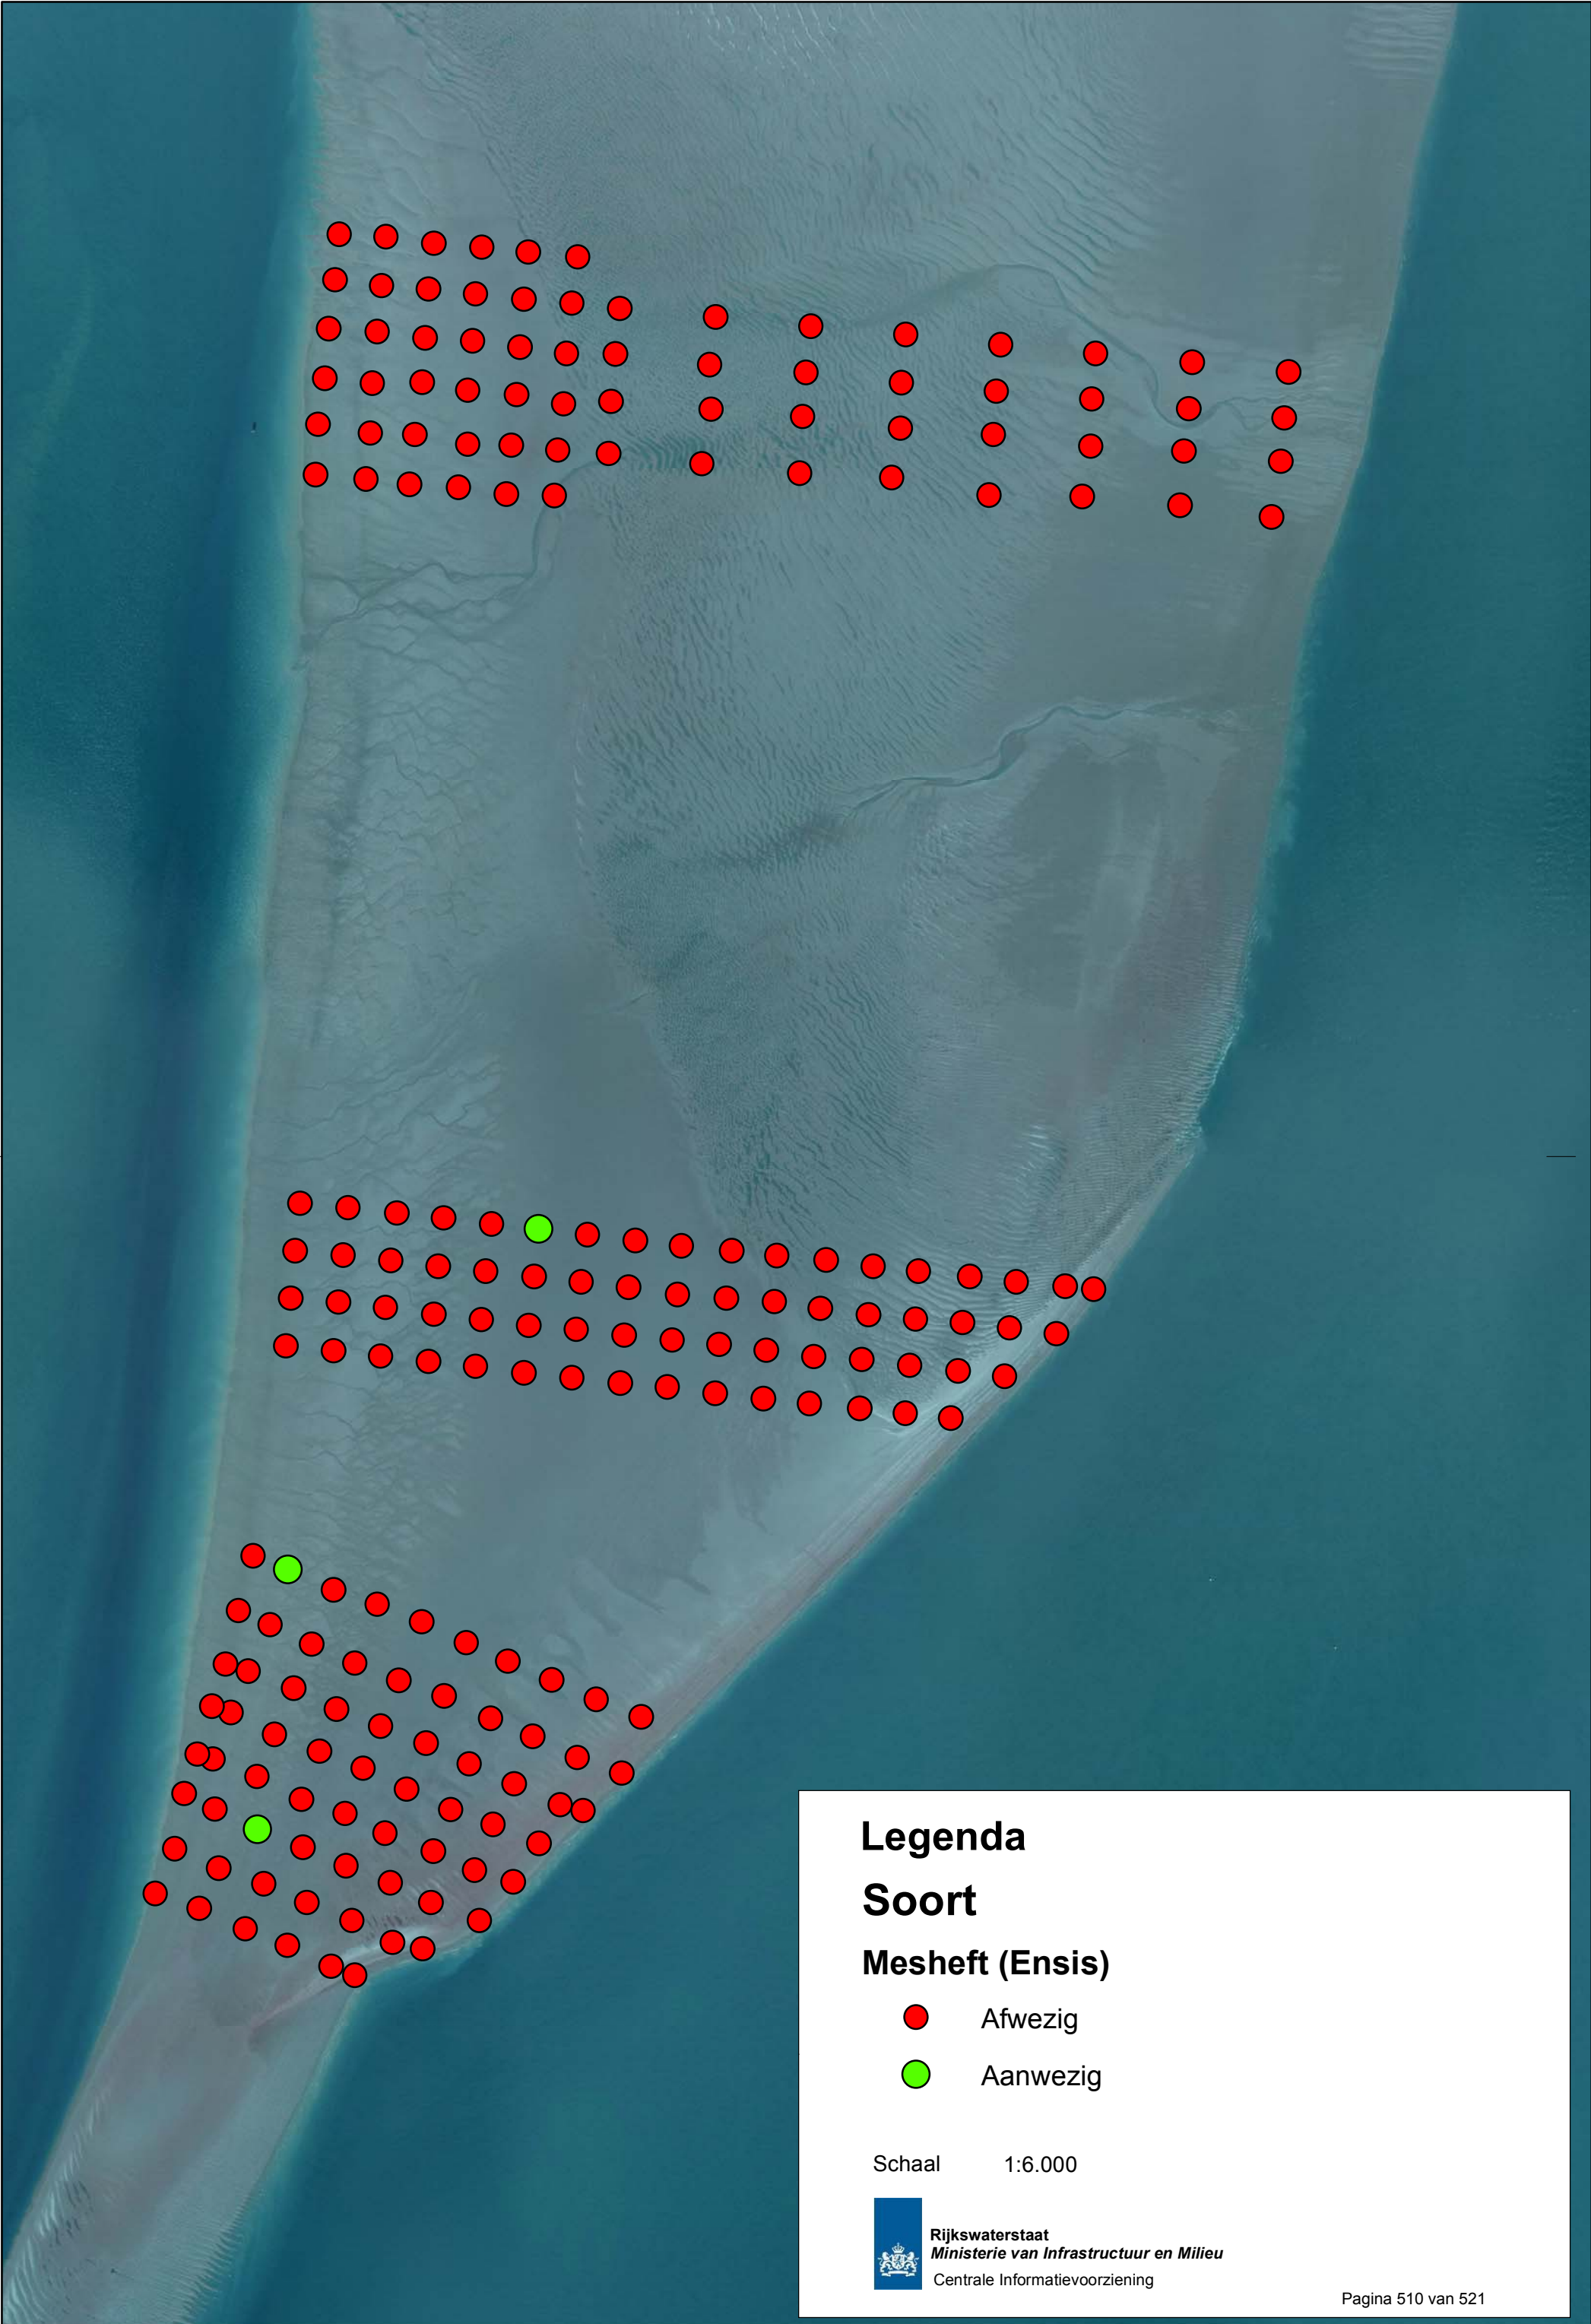 Legenda
Soort
Mesheft (Ensis)
Afwezig
Aanwezig
Schaal 1:6.000
Rijkswaterstaat
Ministerie van Infrastructuur en Milieu
Centrale Informatievoorziening
Pagina 510 van 521